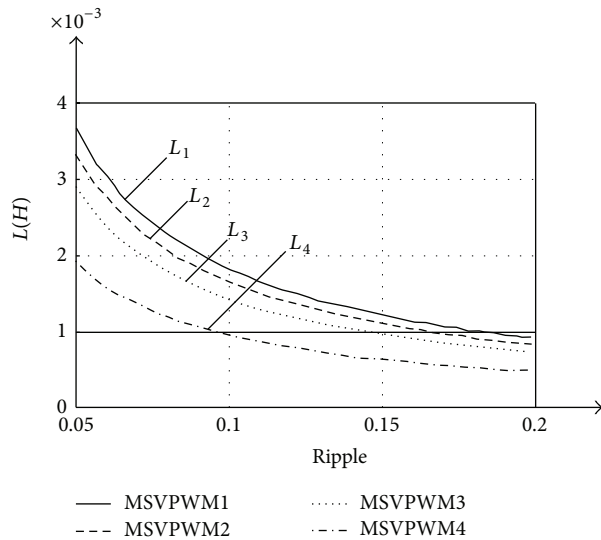 ×10⁻³
4
L₁
3
L₂
L(H)
L₃
L₄
2
1
0
0.05 0.1 0.15 0.2
Ripple
MSVPWM1 MSVPWM3
MSVPWM2 MSVPWM4